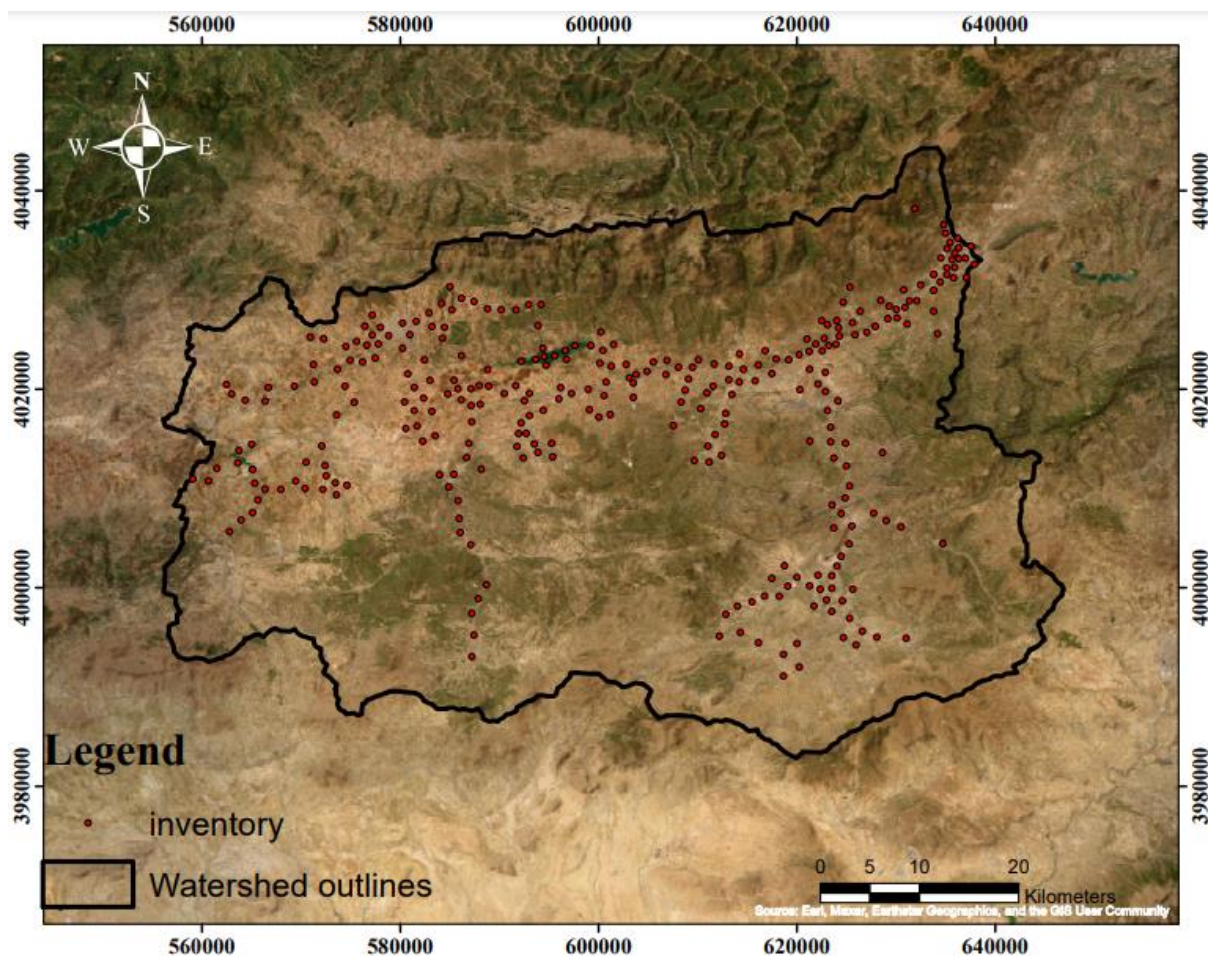 560000 580000 600000 620000 640000
N
W E
S
4040000 4040000
4020000 4020000
4000000 4000000
3980000 3980000
Legend
inventory
Watershed outlines
0 5 10 20
Kilometers
Source: Esri, Maxar, Earthstar Geographics, and the GIS User Community
560000 580000 600000 620000 640000